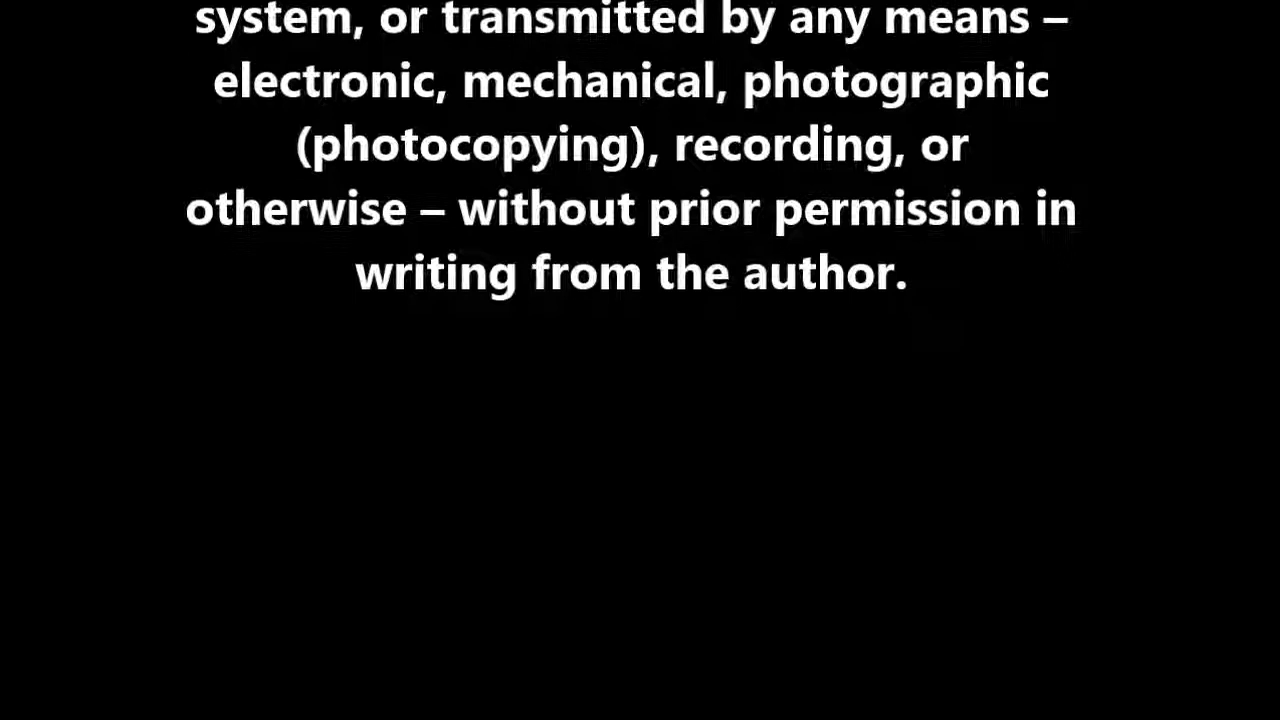 system, or transmitted by any means –
electronic, mechanical, photographic
(photocopying), recording, or
otherwise – without prior permission in
writing from the author.